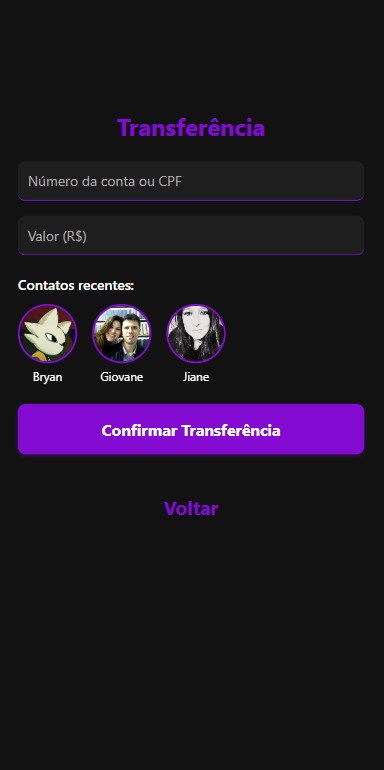 Transferência
Número da conta ou CPF
Valor (R$)
Contatos recentes:
Bryan Giovane Jiane
Confirmar Transferência
Voltar